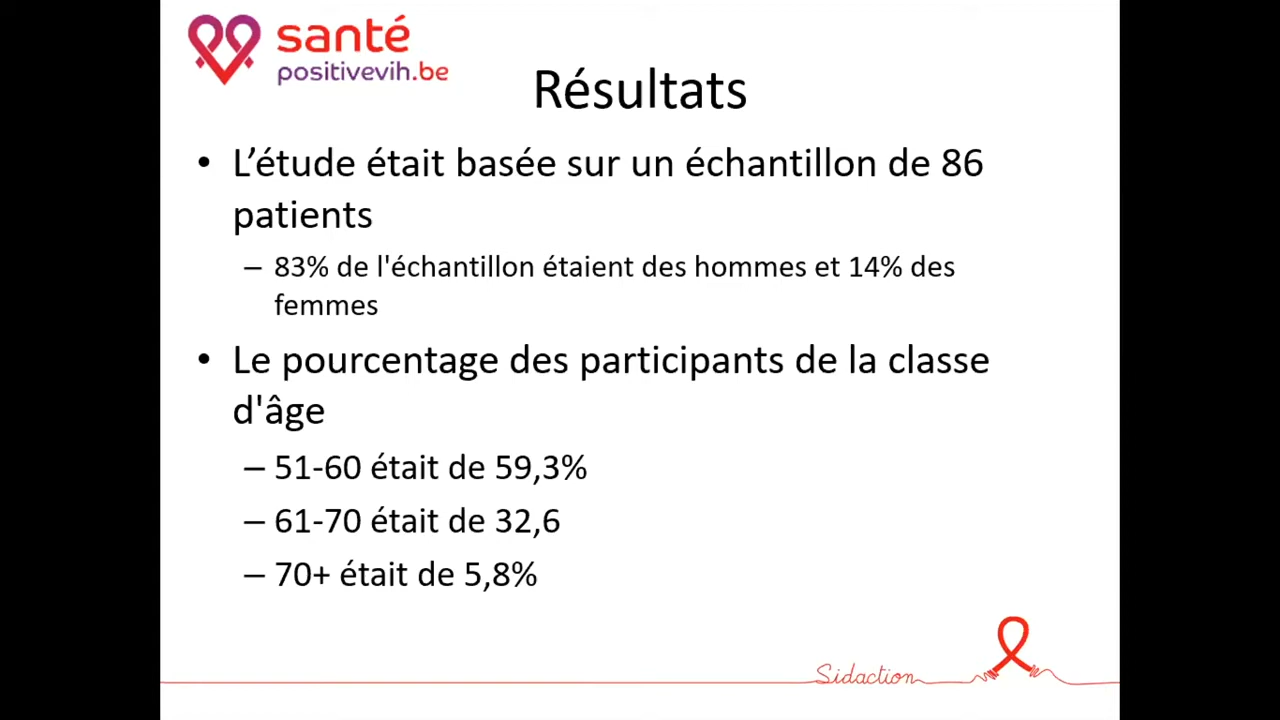 santé
positivevih.be
Résultats
• L’étude était basée sur un échantillon de 86
patients
– 83% de l'échantillon étaient des hommes et 14% des
femmes
• Le pourcentage des participants de la classe
d'âge
– 51-60 était de 59,3%
– 61-70 était de 32,6
– 70+ était de 5,8%
Sidaction